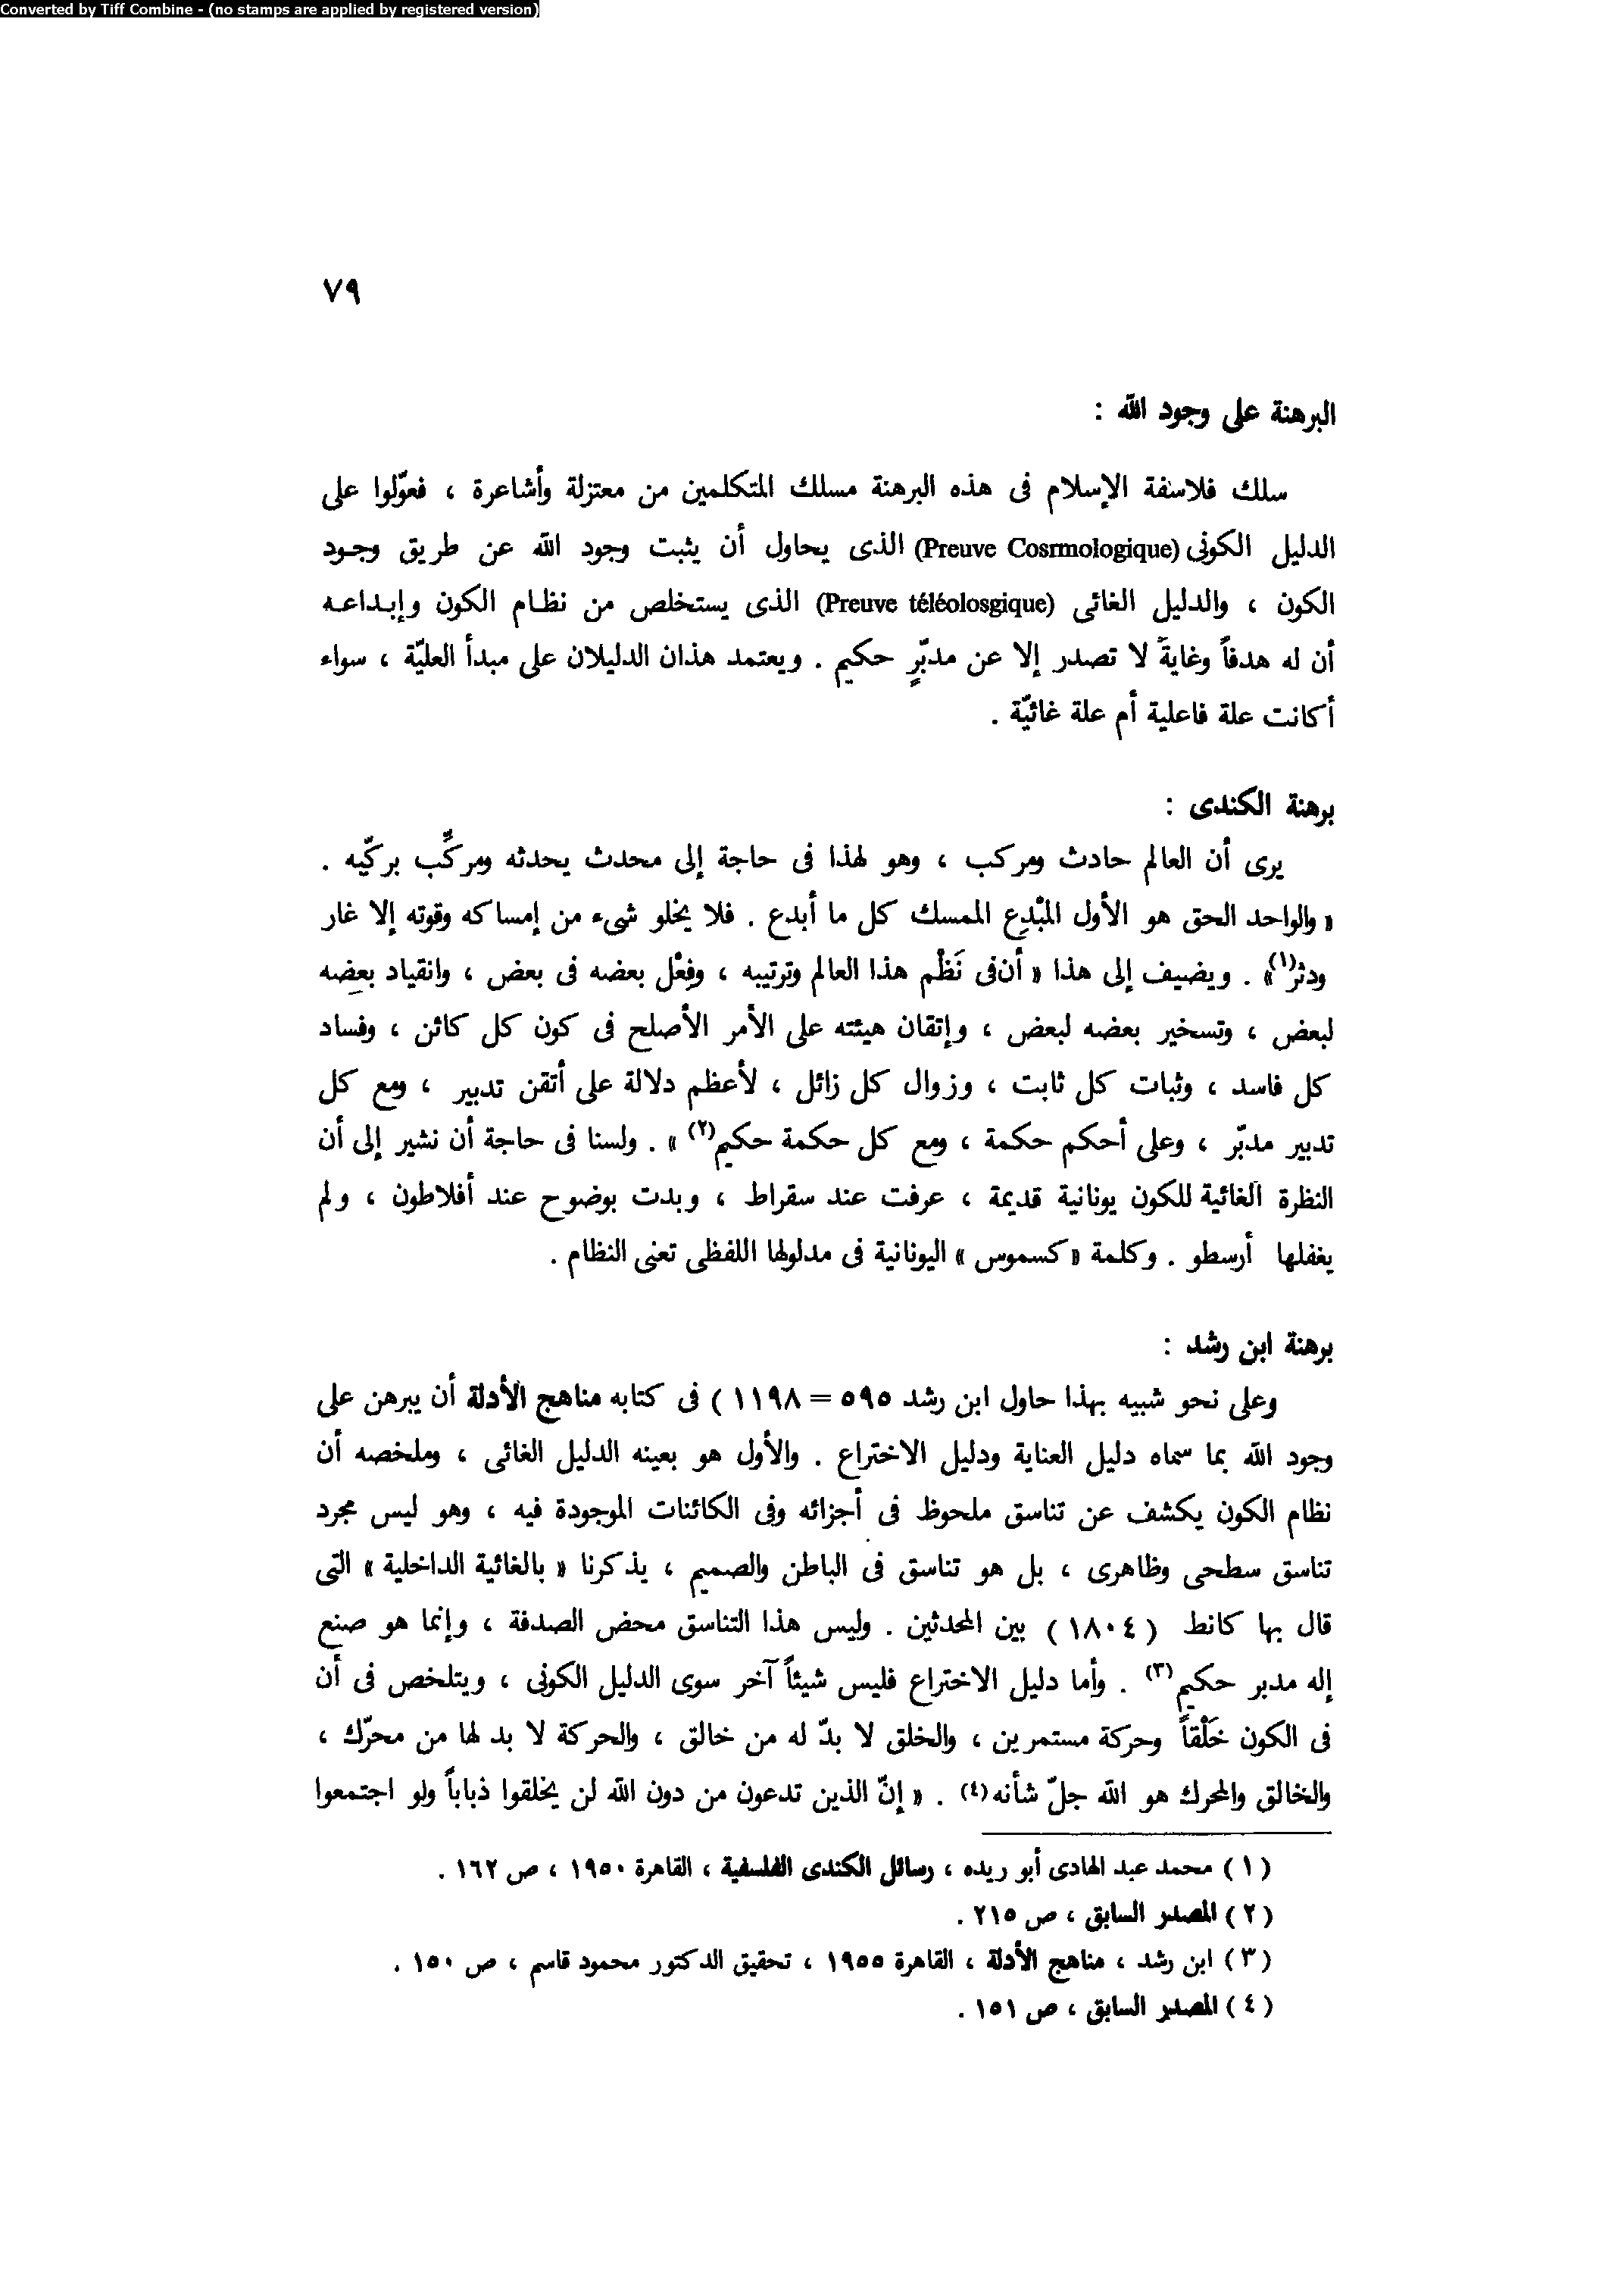 Converted by Tiff Combine - (no stamps are applied by registered version)
٧٩
البرهنة على وجود الله :
سلك فلاسفة الإسلام فى هذه البرهنة مسلك المتكلمين من معتزلة وأشاعرة ، فعوّلوا على
الدليل الكونى (Preuve Cosrmologique) الذى يحاول أن يثبت وجود الله عن طريق وجود
الكون ، والدليل الغائى (Preuve téléolosgique) الذى يستخلص من نظام الكون وإبداعه
أن له هدفاً وغايةً لا تصدر إلا عن مدبّرٍ حكيم . ويعتمد هذان الدليلان على مبدأ العليّة ، سواء
أكانت علة فاعلية أم علة غائيّة .
برهنة الكندى :
يرى أن العالم حادث ومركب ، وهو لهذا فى حاجة إلى محدث يحدثه ومركِّب بركّيه .
« والواحد الحق هو الأول المبْدِع الممسك كل ما أبدع . فلا يخلو شىء من إمساكه وقوته إلا غار
ودثر(١)» . ويضيف إلى هذا « أن فى نَظْم هذا العالم وترتيبه ، وفِعْل بعضه فى بعض ، وانقياد بعضه
لبعض ، وتسخير بعضه لبعض ، وإتقان هيئته على الأمر الأصلح فى كون كل كائن ، وفساد
كل فاسد ، وثبات كل ثابت ، وزوال كل زائل ، لأعظم دلالة على أتقن تدبير ، ومع كل
تدبير مدبّر ، وعلى أحكم حكمة ، ومع كل حكمة حكيم(٢) » . ولسنا فى حاجة أن نشير إلى أن
النظرة الغائية للكون يونانية قديمة ، عرفت عند سقراط ، وبدت بوضوح عند أفلاطون ، ولم
يغفلها أرسطو . وكلمة « كسموس » اليونانية فى مدلولها اللفظى تعنى النظام .
برهنة ابن رشد :
وعلى نحو شبيه بهذا حاول ابن رشد ٥٩٥ = ١١٩٨ ) فى كتابه مناهج الأدلة أن يبرهن على
وجود الله بما سماه دليل العناية ودليل الاختراع . والأول هو بعينه الدليل الغائى ، وملخصه أن
نظام الكون يكشف عن تناسق ملحوظ فى أجزائه وفى الكائنات الموجودة فيه ، وهو ليس مجرد
تناسق سطحى وظاهرى ، بل هو تناسق فى الباطن والصميم ، يذكرنا « بالغائية الداخلية » التى
قال بها كانط ( ١٨٠٤ ) بين المحدثين . وليس هذا التناسق محض الصدفة ، وإنما هو صنع
إله مدبر حكيم(٣) . وأما دليل الاختراع فليس شيئاً آخر سوى الدليل الكونى ، ويتلخص فى أن
فى الكون خَلْقاً وحركة مستمرين ، والخلق لا بدّ له من خالق ، والحركة لا بد لها من محرّك ،
والخالق والمحرك هو الله جلّ شأنه(٤) . « إنّ الذين تدعون من دون الله لن يخلقوا ذباباً ولو اجتمعوا
( ١ ) محمد عبد الهادى أبو ريده ، رسائل الكندى الفلسفية ، القاهرة ١٩٥٠ ، ص ١٦٢ .
( ٢ ) المصدر السابق ، ص ٢١٥ .
( ٣ ) ابن رشد ، مناهج الأدلة ، القاهرة ١٩٥٥ ، تحقيق الدكتور محمود قاسم ، ص ١٥٠ .
( ٤ ) المصدر السابق ، ص ١٥١ .